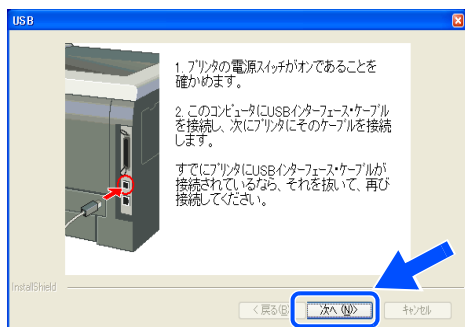 USB
1. プリンタの電源スイッチがオンであることを
確かめます。
2. このコンピュータにUSBインターフェース・ケーブル
を接続し、次にプリンタにそのケーブルを接続
します。
すでにプリンタにUSBインターフェース・ケーブルが
接続されているなら、それを抜いて、再び
接続してください。
InstallShield
< 戻る(B)
次へ (N)>
キャンセル